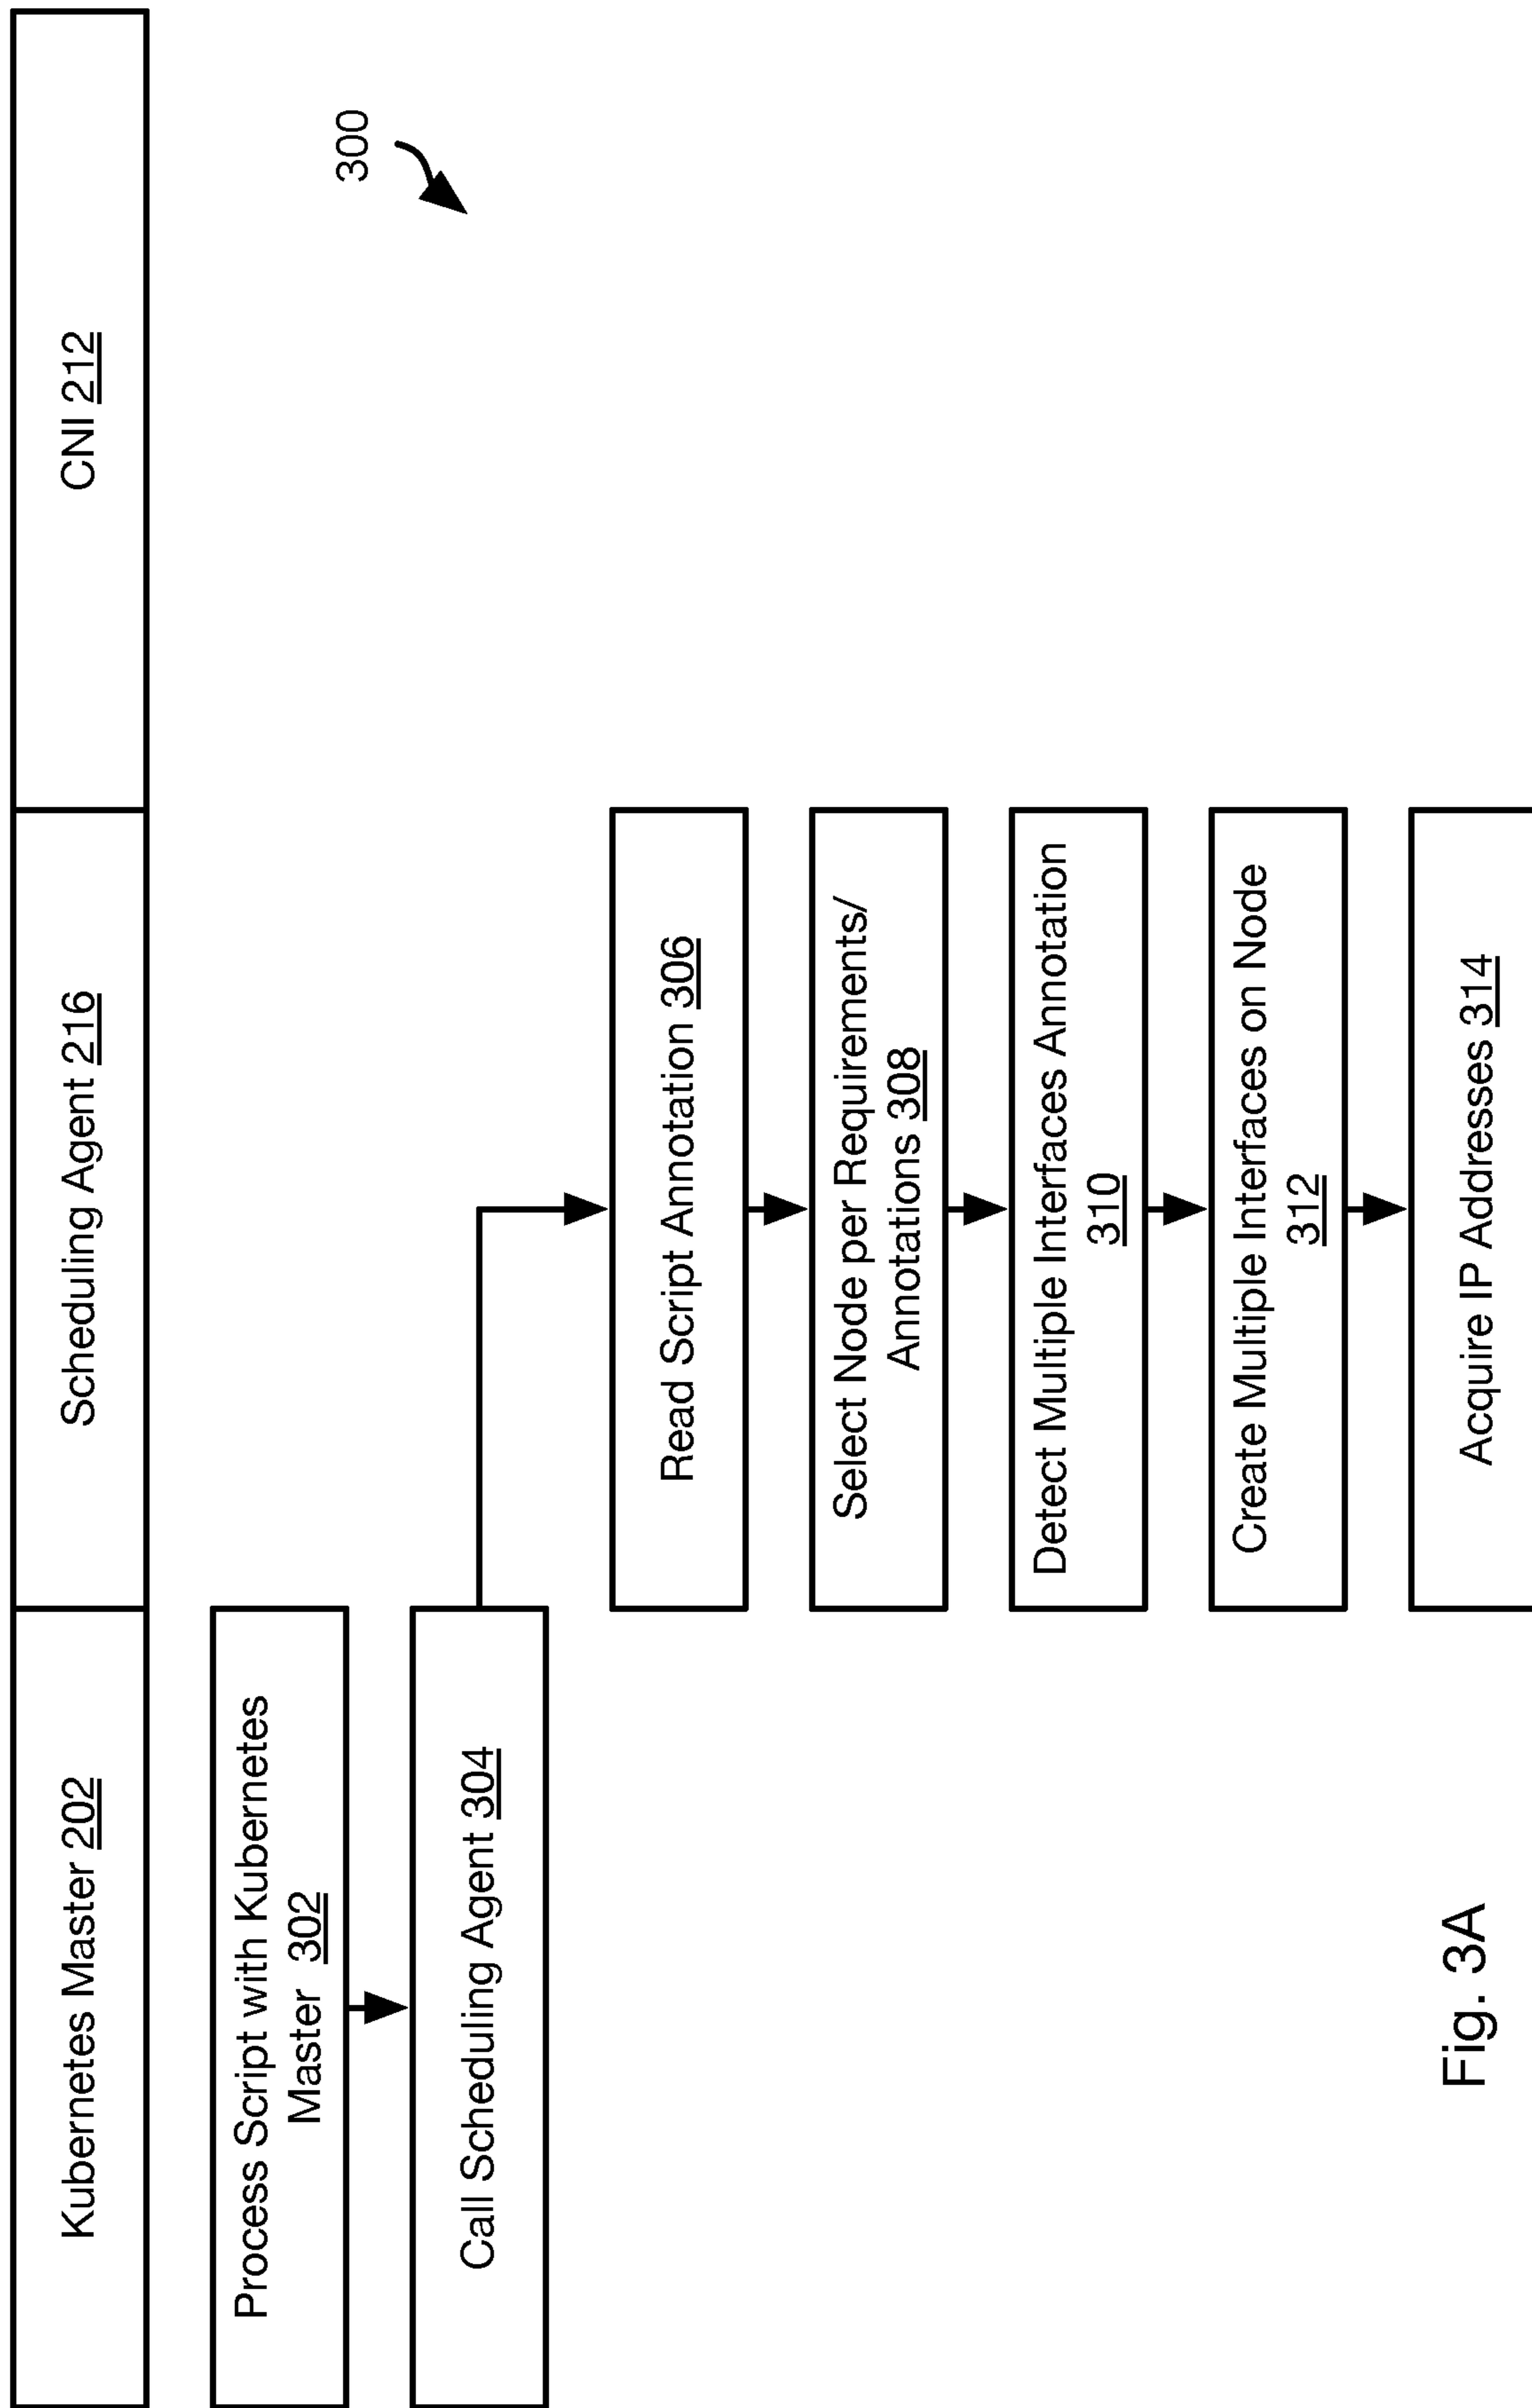 Kubernetes Master 202
Scheduling Agent 216
CNI 212
300
Process Script with Kubernetes
Master 302
Call Scheduling Agent 304
Read Script Annotation 306
Select Node per Requirements/
Annotations 308
Detect Multiple Interfaces Annotation
310
Create Multiple Interfaces on Node
312
Acquire IP Addresses 314
Fig. 3A